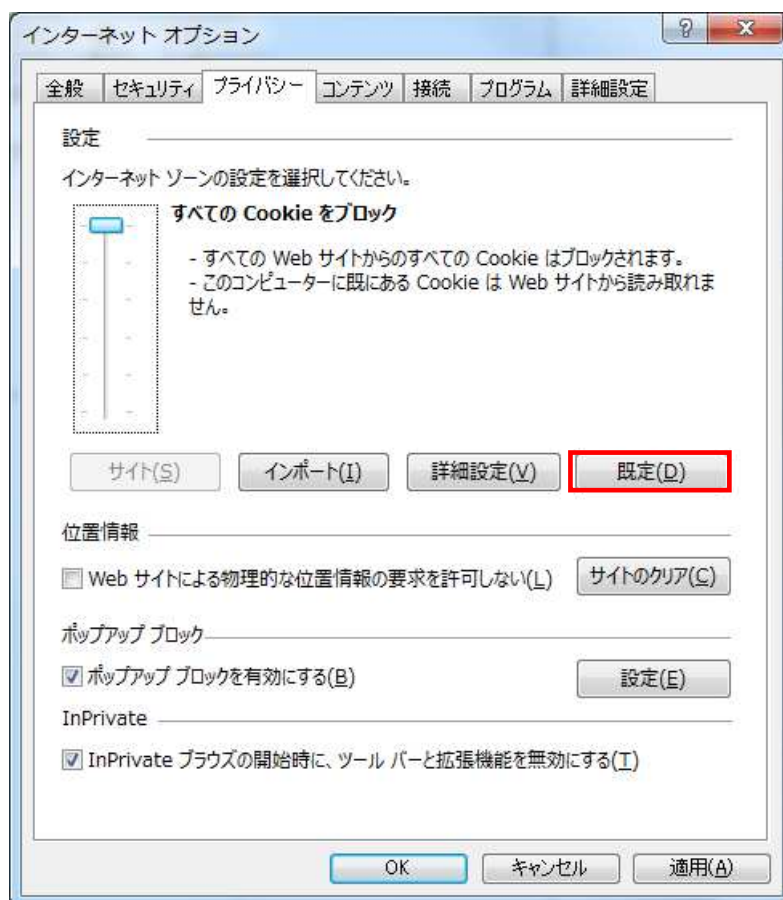 インターネット オプション
全般 セキュリティ プライバシー コンテンツ 接続 プログラム 詳細設定
設定
インターネット ゾーンの設定を選択してください。
すべての Cookie をブロック
- すべての Web サイトからのすべての Cookie はブロックされます。
- このコンピューターに既にある Cookie は Web サイトから読み取れま
せん。
サイト(S) インポート(I) 詳細設定(V) 既定(D)
位置情報
Web サイトによる物理的な位置情報の要求を許可しない(L) サイトのクリア(C)
ポップアップ ブロック
ポップアップ ブロックを有効にする(B) 設定(E)
InPrivate
InPrivate ブラウズの開始時に、ツール バーと拡張機能を無効にする(T)
OK キャンセル 適用(A)